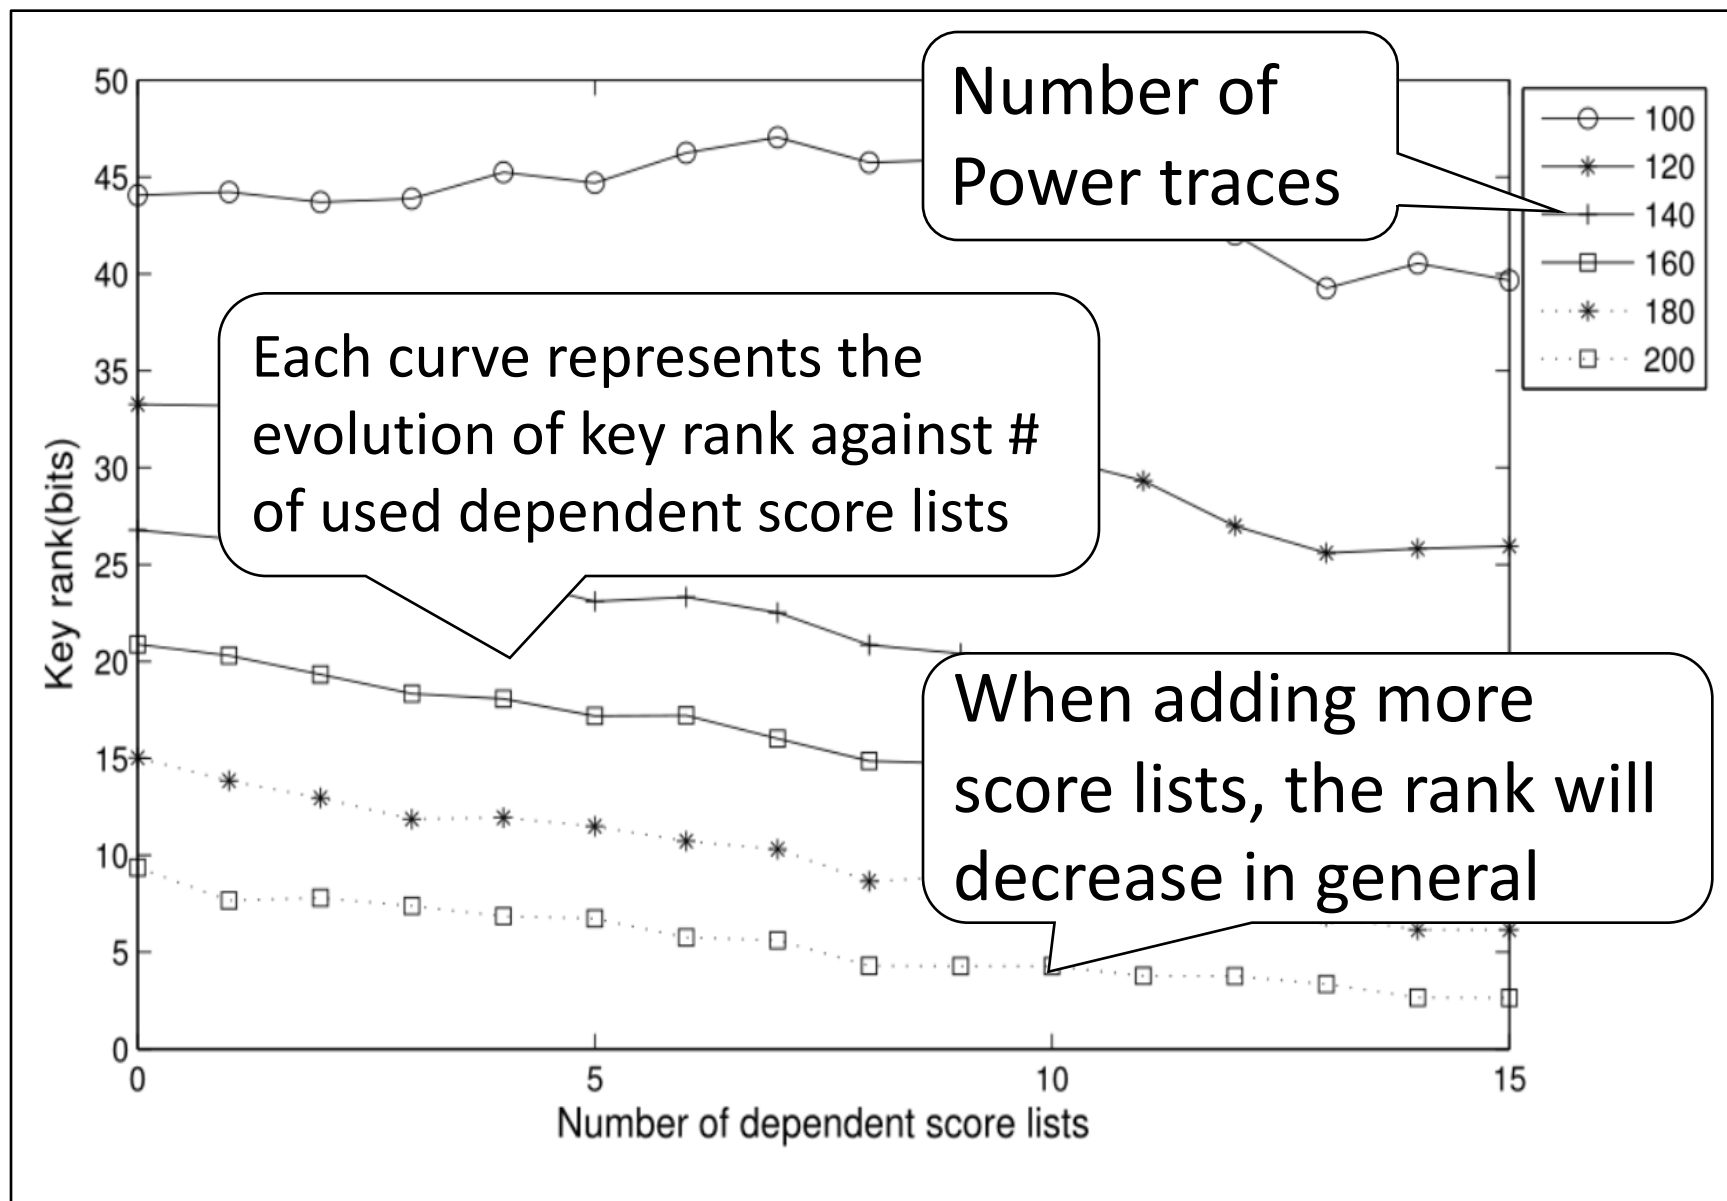 Number of
Power traces
100
120
140
160
180
200
Each curve represents the
evolution of key rank against #
of used dependent score lists
When adding more
score lists, the rank will
decrease in general
Key rank(bits)
50
45
40
35
30
25
20
15
10
5
0
0 5 10 15
Number of dependent score lists